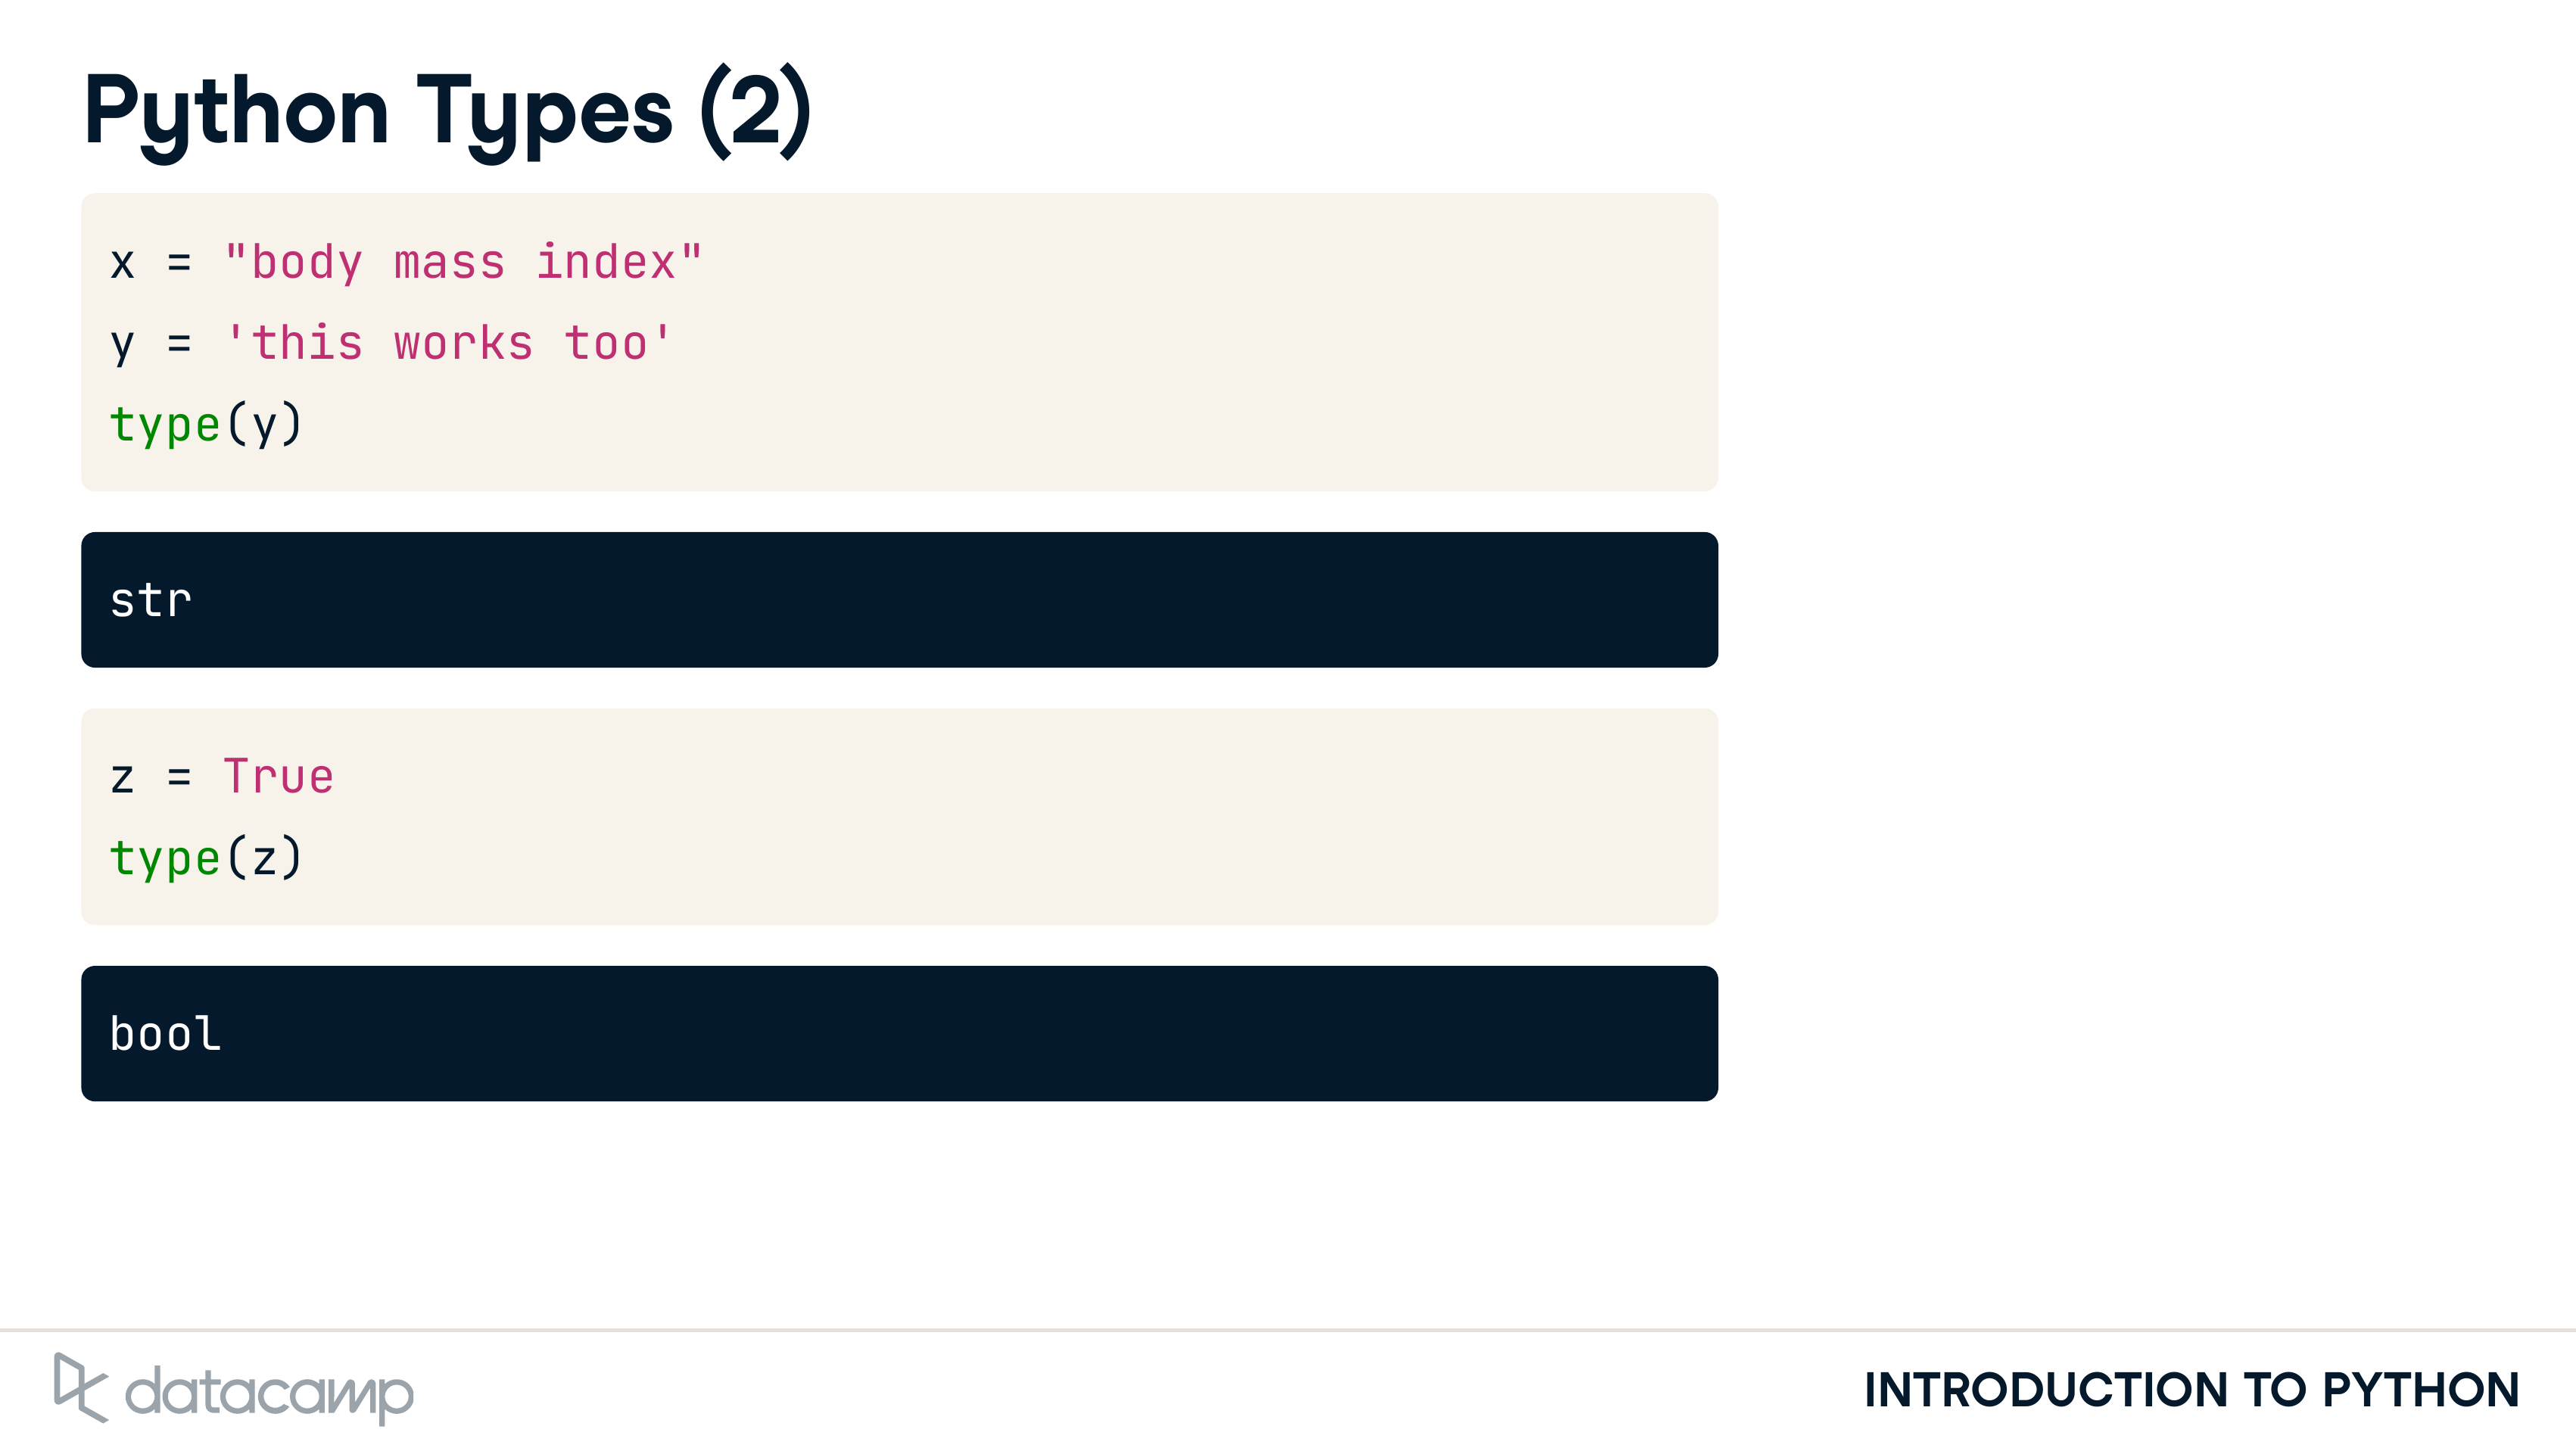 Python Types (2)
x = "body mass index"
y = 'this works too'
type(y)
str
z = True
type(z)
bool
datacamp
INTRODUCTION TO PYTHON